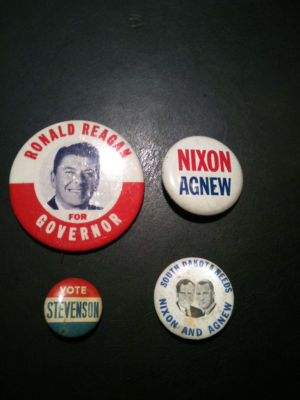 RONALD REAGAN
FOR
GOVERNOR
NIXON
AGNEW
VOTE
STEVENSON
SOUTH DAKOTA NEEDS
NIXON AND AGNEW